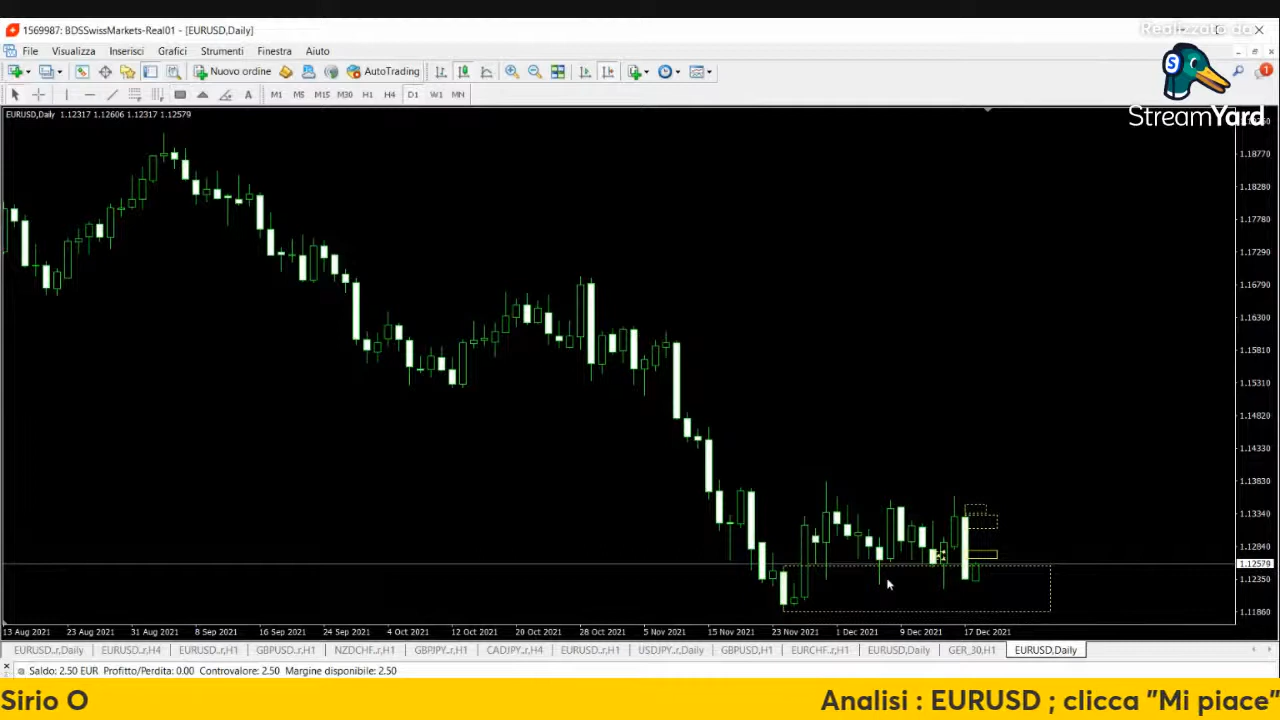 1569987: BDSSwissMarkets-Real01 - [EURUSD,Daily]
Realizzato da
StreamYard
File Visualizza Inserisci Grafici Strumenti Finestra Aiuto
Nuovo ordine AutoTrading
1
A M1 M5 M15 M30 H1 H4 D1 W1 MN
EURUSD,Daily 1.12317 1.12606 1.12317 1.12579
1.18770
1.18280
1.17780
1.17290
1.16790
1.16300
1.15810
1.15310
1.14820
1.14330
1.13830
1.13340
1.12840
1.12579
1.12350
1.11860
13 Aug 2021 23 Aug 2021 31 Aug 2021 8 Sep 2021 16 Sep 2021 24 Sep 2021 4 Oct 2021 12 Oct 2021 20 Oct 2021 28 Oct 2021 5 Nov 2021 15 Nov 2021 23 Nov 2021 1 Dec 2021 9 Dec 2021 17 Dec 2021
EURUSD..r,Daily EURUSD..r,H4 EURUSD..r,H1 GBPUSD..r,H1 NZDCHF..r,H1 GBPJPY..r,H1 CADJPY..r,H4 EURUSD..r,H1 USDJPY..r,Daily GBPUSD,H1 EURCHF..r,H1 EURUSD,Daily GER_30,H1 EURUSD,Daily
Saldo: 2.50 EUR Profitto/Perdita: 0.00 Controvalore: 2.50 Margine disponibile: 2.50
Sirio O
Analisi : EURUSD ; clicca "Mi piace"